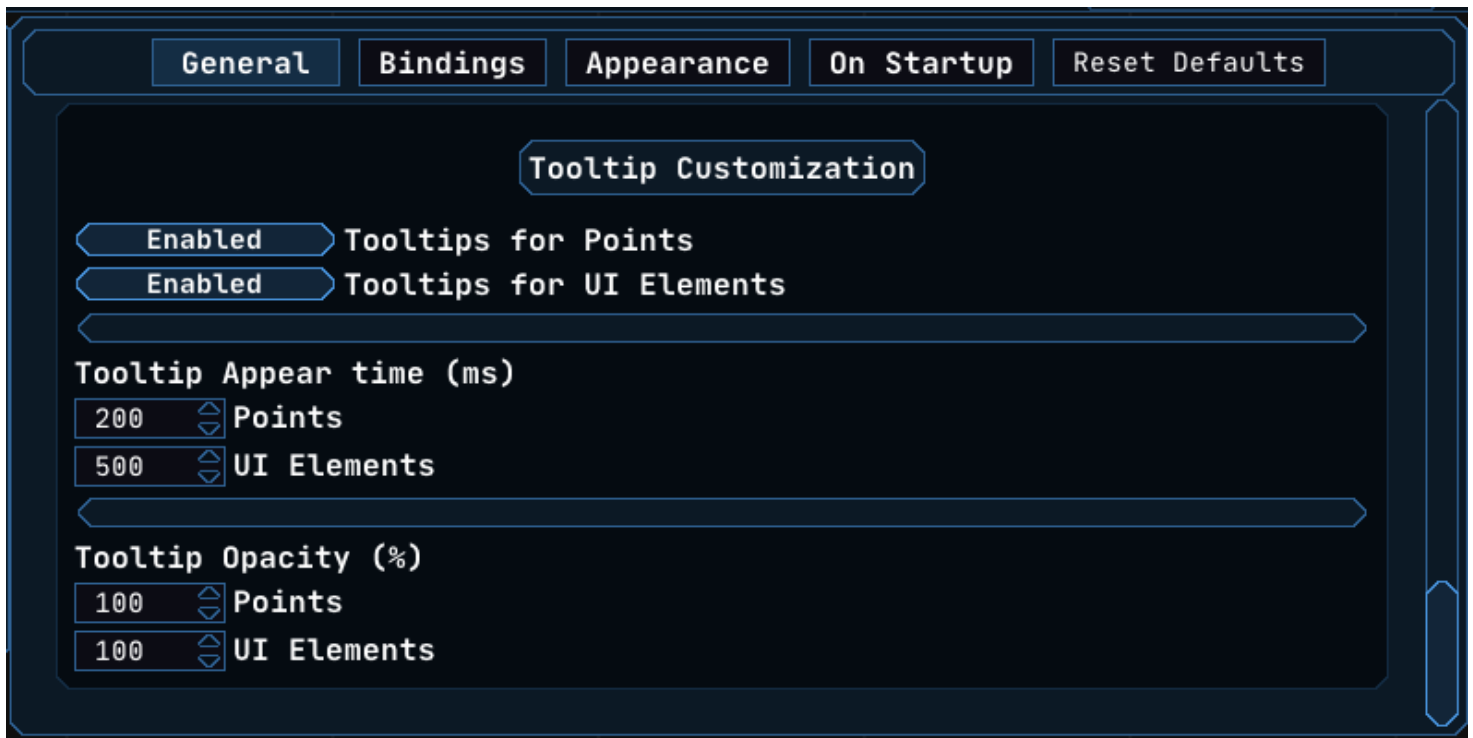 General Bindings Appearance On Startup Reset Defaults
Tooltip Customization
Enabled Tooltips for Points
Enabled Tooltips for UI Elements
Tooltip Appear time (ms)
200 Points
500 UI Elements
Tooltip Opacity (%)
100 Points
100 UI Elements